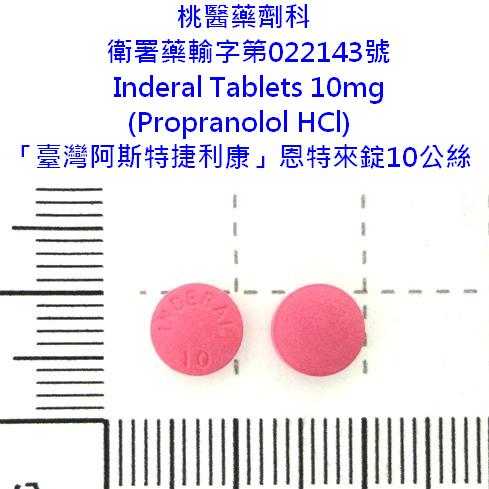 桃醫藥劑科
衛署藥輸字第022143號
Inderal Tablets 10mg
(Propranolol HCl)
「臺灣阿斯特捷利康」恩特來錠10公絲
INDERAL
10